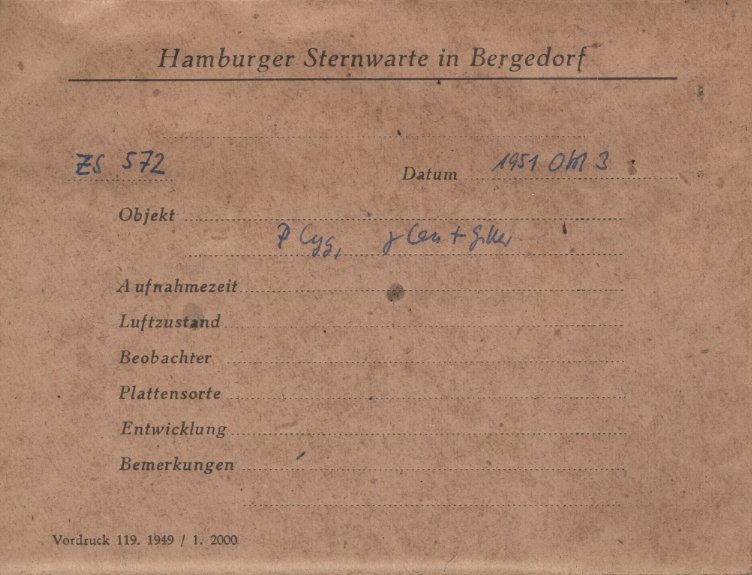 Hamburger Sternwarte in Bergedorf
ZS 572
Datum 1951 Okt 3
Objekt
P Cyg, γ + Gitter
Aufnahmezeit
Luftzustand
Beobachter
Plattensorte
Entwicklung
Bemerkungen
Vordruck 119. 1949 / 1. 2000